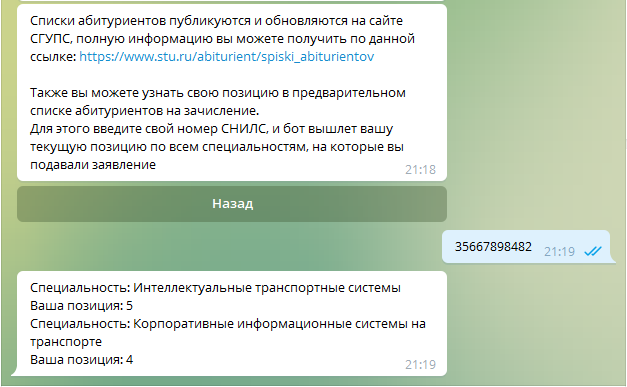 Списки абитуриентов публикуются и обновляются на сайте
СГУПС, полную информацию вы можете получить по данной
ссылке: https://www.stu.ru/abiturient/spiski_abiturientov
Также вы можете узнать свою позицию в предварительном
списке абитуриентов на зачисление.
Для этого введите свой номер СНИЛС, и бот вышлет вашу
текущую позицию по всем специальностям, на которые вы
подавали заявление
21:18
Назад
35667898482 21:19
Специальность: Интеллектуальные транспортные системы
Ваша позиция: 5
Специальность: Корпоративные информационные системы на
транспорте
Ваша позиция: 4
21:19